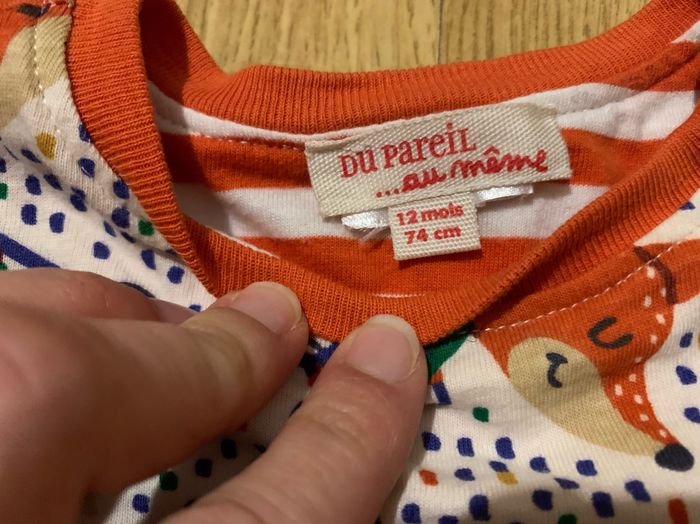 DU PAREIL
...au même
12 mois
74 cm